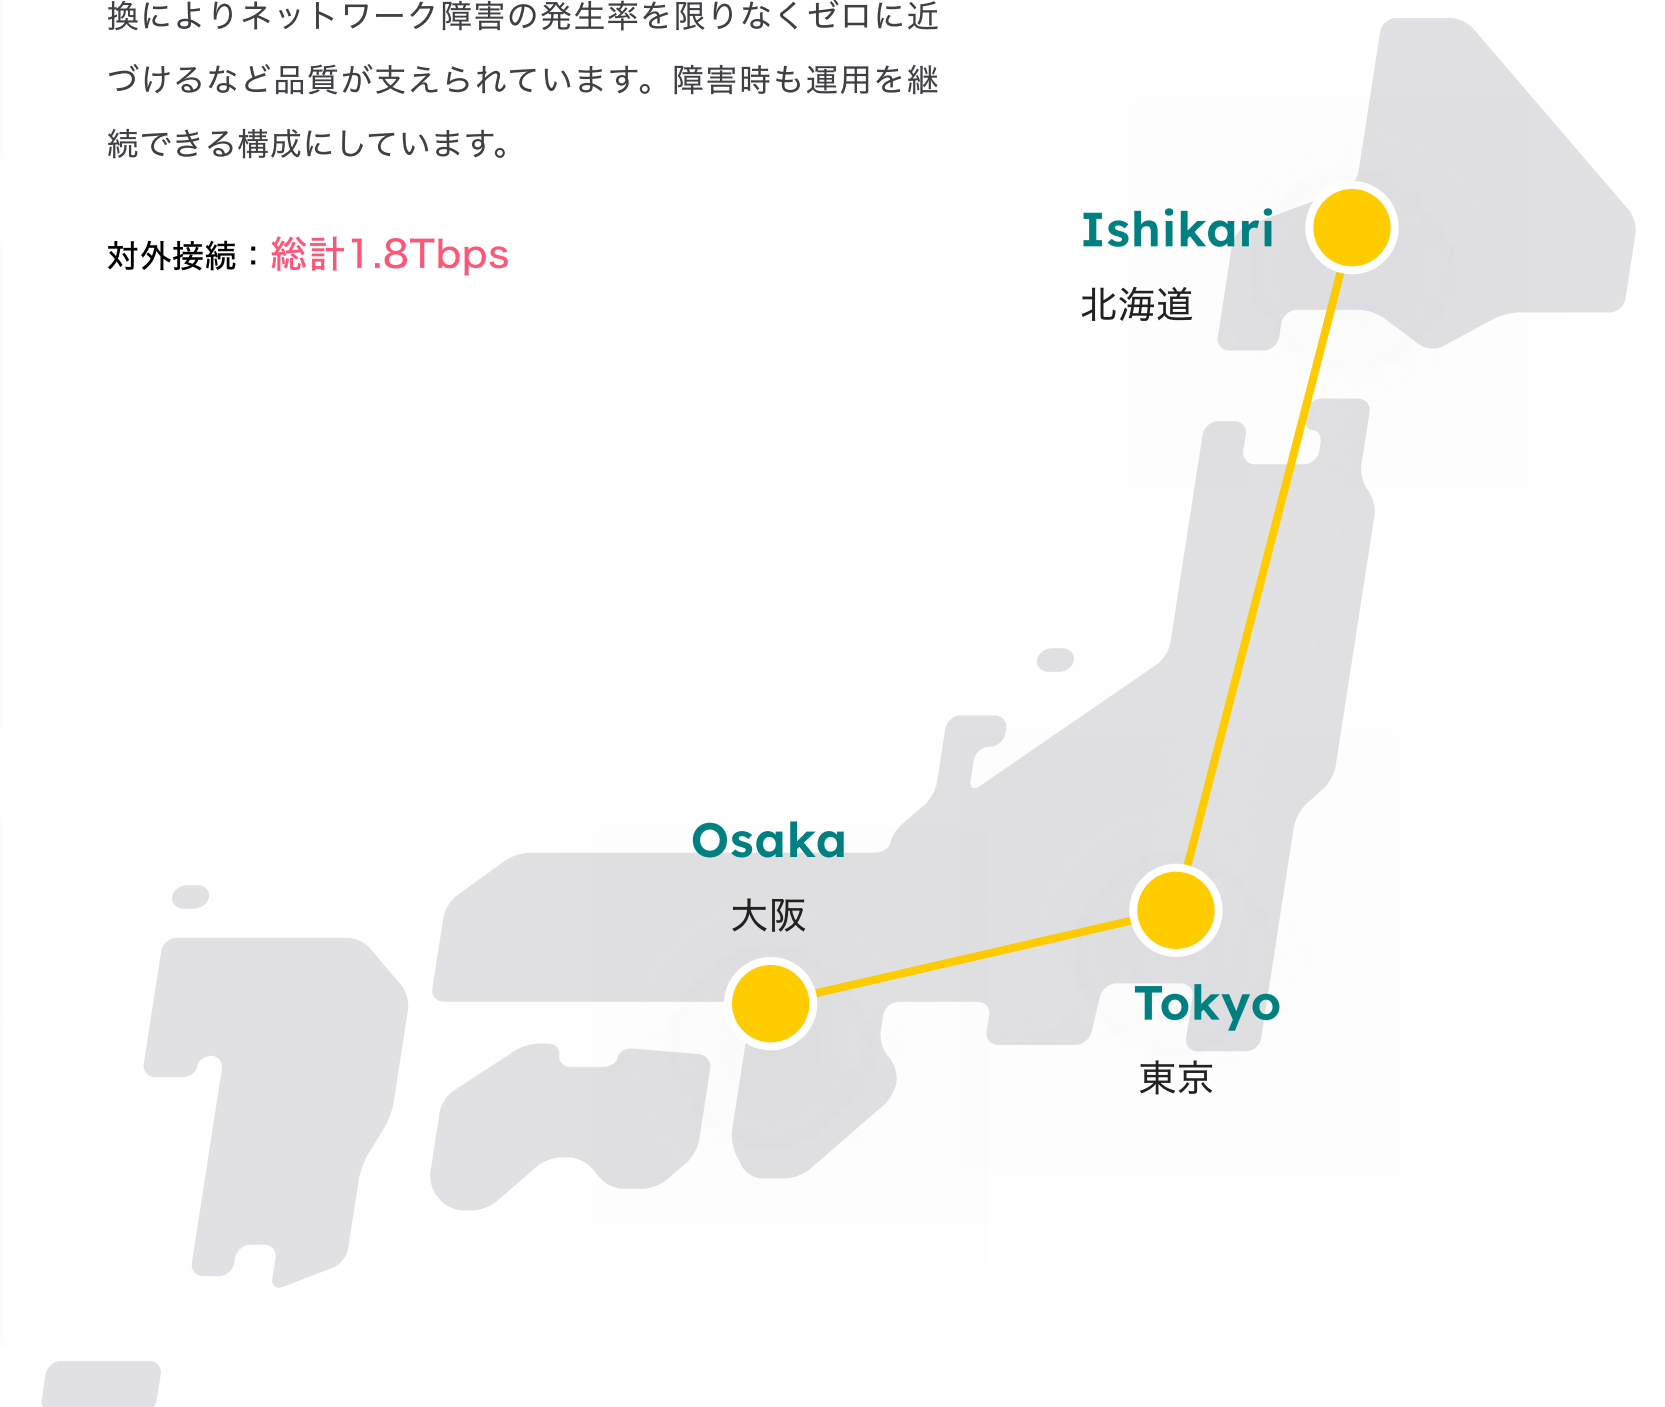 換によりネットワーク障害の発生率を限りなくゼロに近
づけるなど品質が支えられています。障害時も運用を継
続できる構成にしています。
対外接続：総計1.8Tbps
Ishikari
北海道
Osaka
大阪
Tokyo
東京